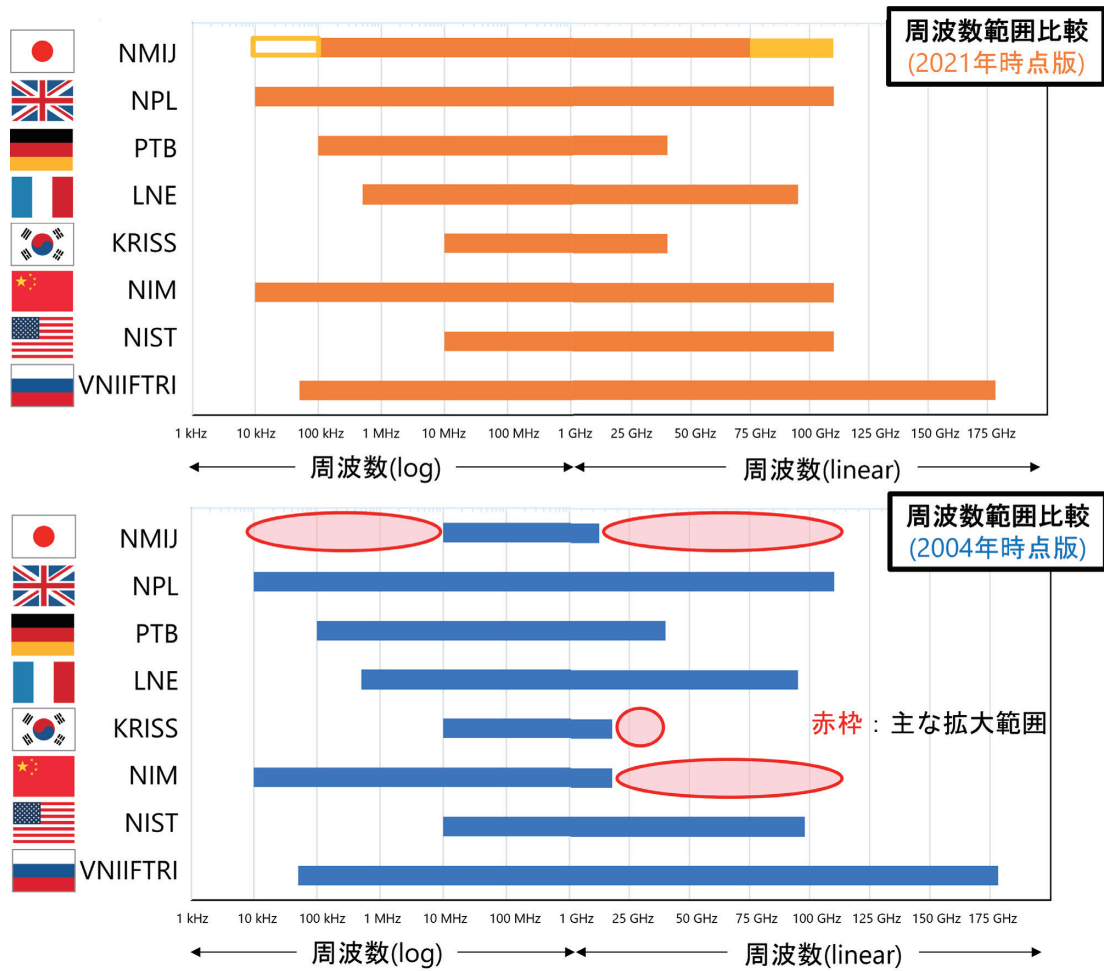 周波数範囲比較
(2021年時点版)
NMIJ
NPL
PTB
LNE
KRISS
NIM
NIST
VNIIFTRI
1 kHz 10 kHz 100 kHz 1 MHz 10 MHz 100 MHz 1 GHz 25 GHz 50 GHz 75 GHz 100 GHz 125 GHz 150 GHz 175 GHz
周波数(log) 周波数(linear)
周波数範囲比較
(2004年時点版)
NMIJ
NPL
PTB
LNE
KRISS
赤枠：主な拡大範囲
NIM
NIST
VNIIFTRI
1 kHz 10 kHz 100 kHz 1 MHz 10 MHz 100 MHz 1 GHz 25 GHz 50 GHz 75 GHz 100 GHz 125 GHz 150 GHz 175 GHz
周波数(log) 周波数(linear)